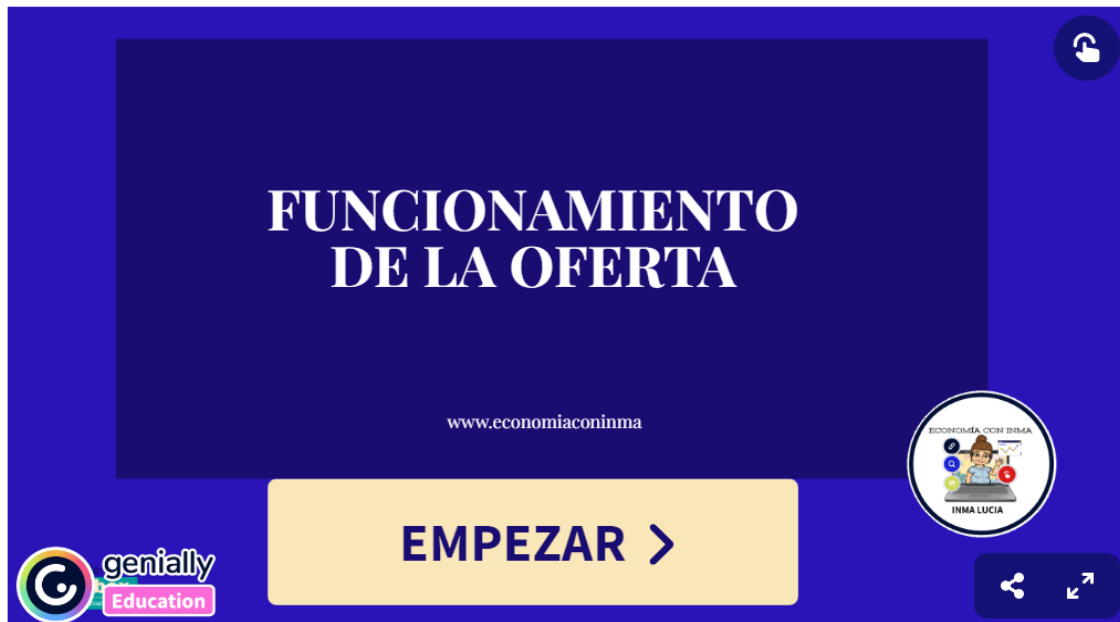 FUNCIONAMIENTO
DE LA OFERTA
www.economiaconinma
ECONOMÍA CON INMA
INMA LUCIA
EMPEZAR
genially
Education